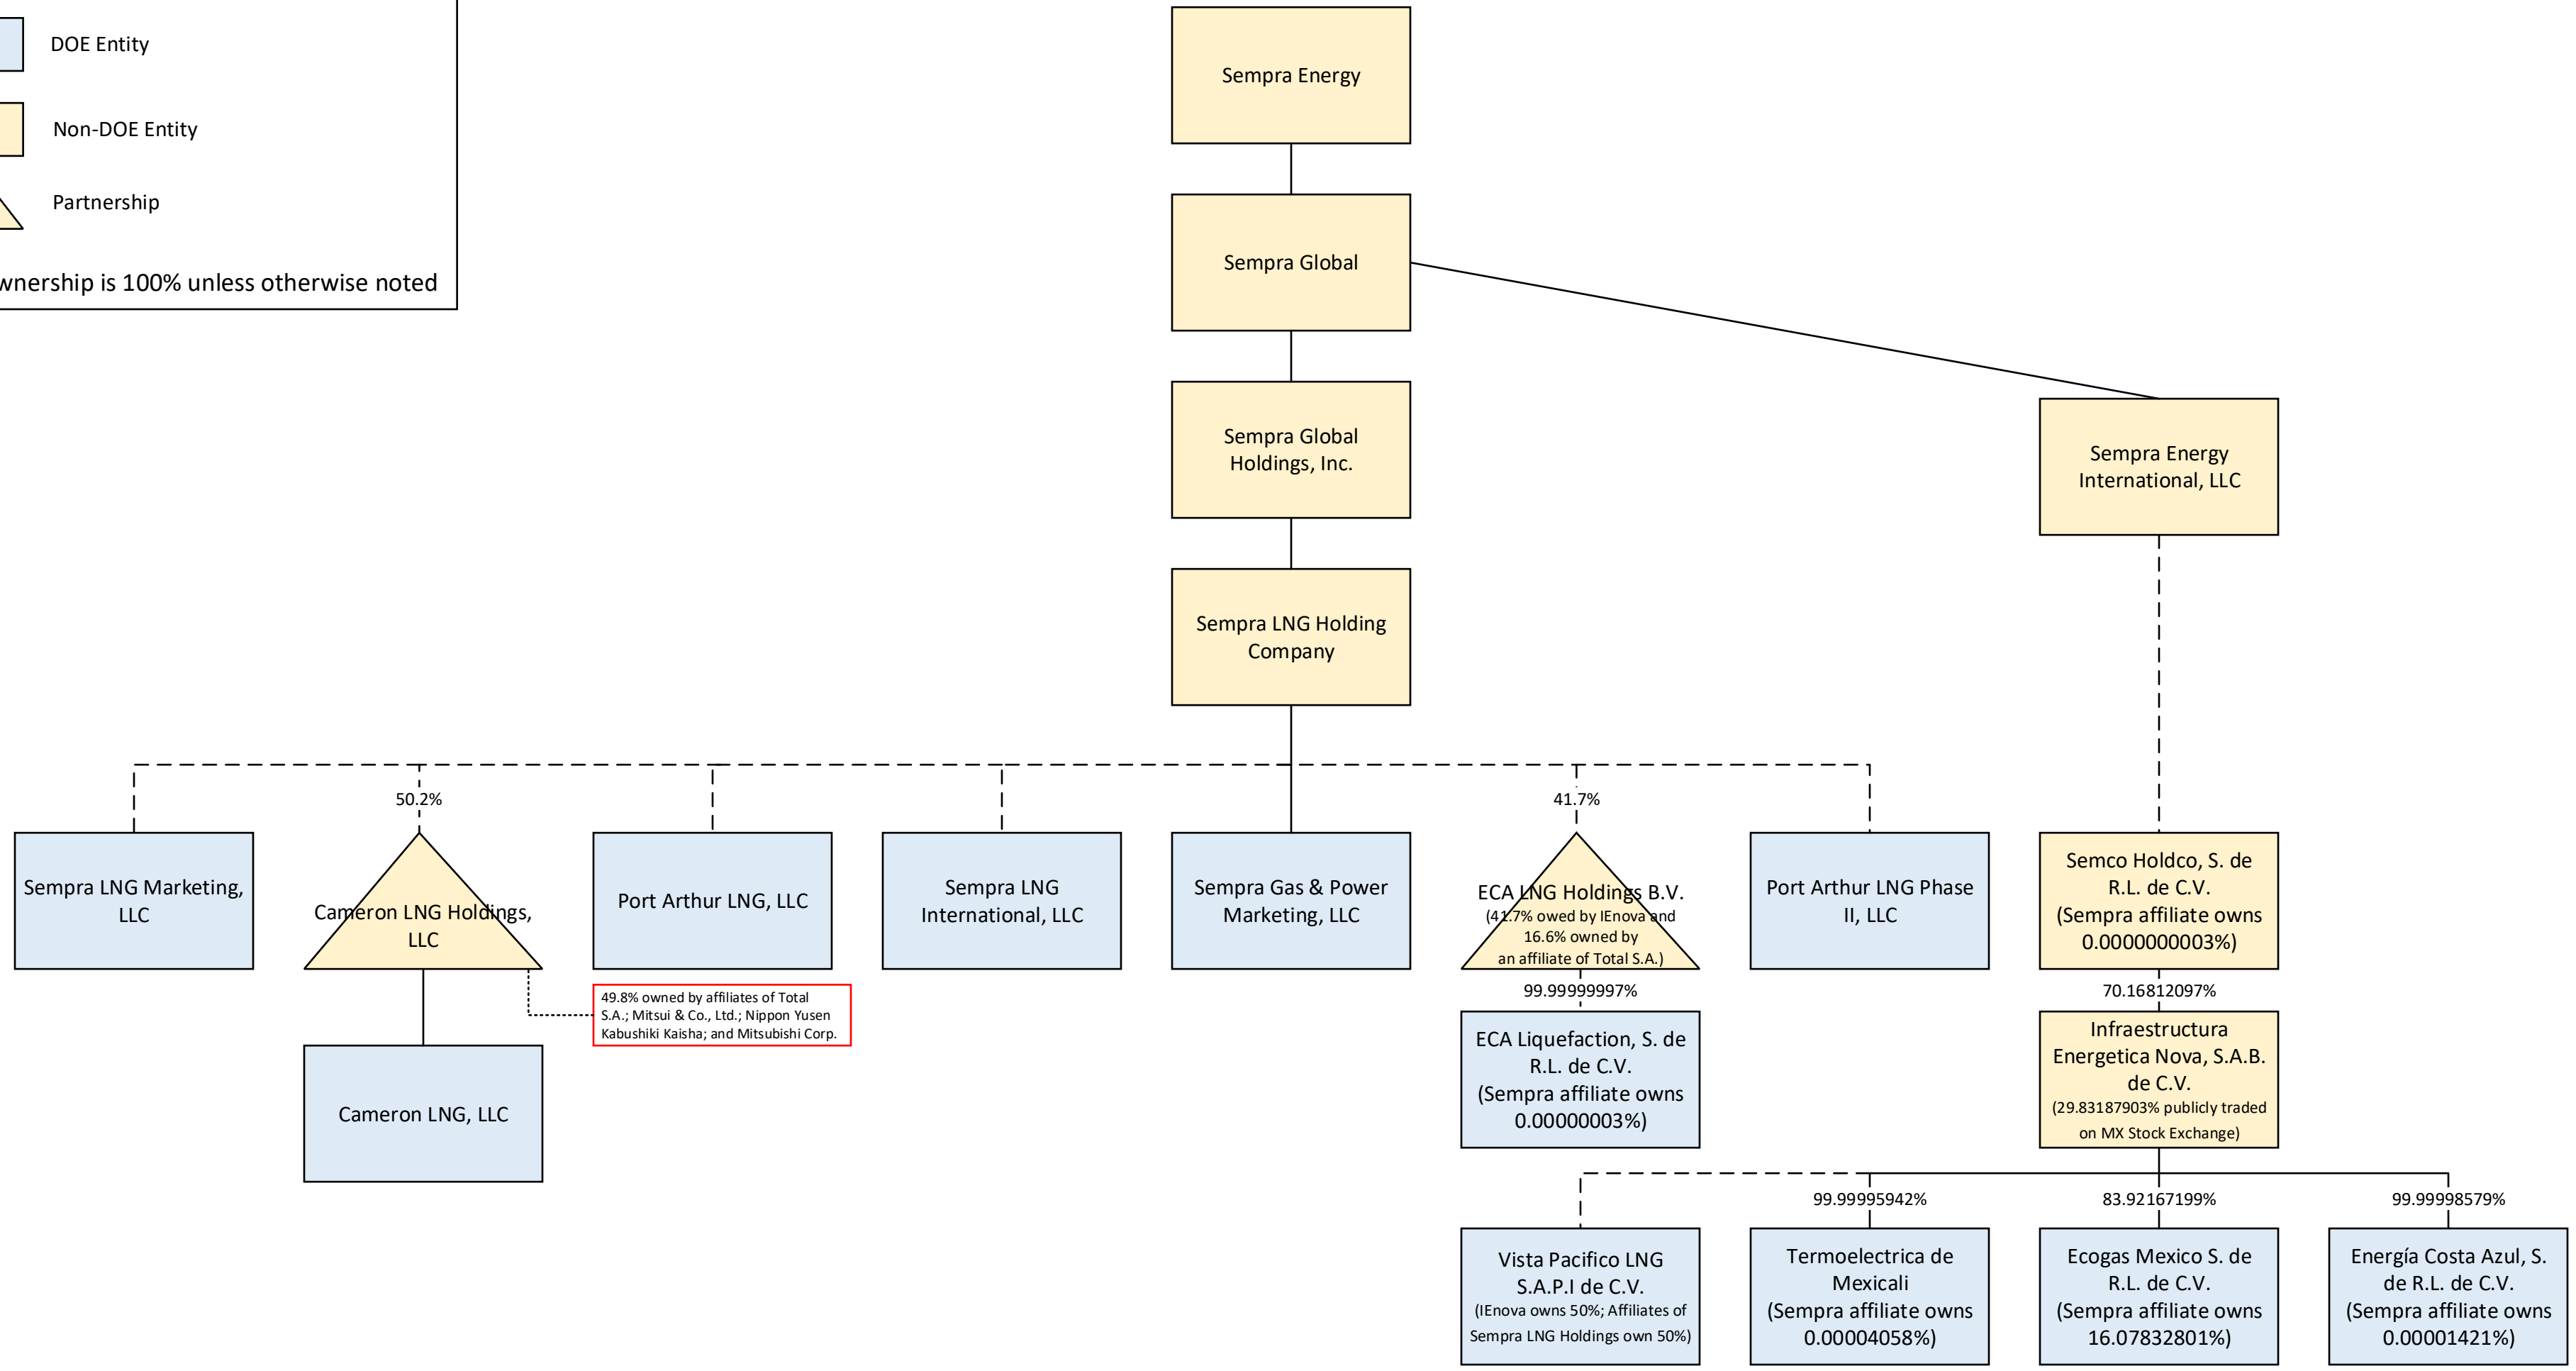 DOE Entity
Non-DOE Entity
Partnership
wnership is 100% unless otherwise noted
Sempra Energy
Sempra Global
Sempra Global
Holdings, Inc.
Sempra Energy
International, LLC
Sempra LNG Holding
Company
50.2%
41.7%
Sempra LNG Marketing,
LLC
Cameron LNG Holdings,
LLC
Port Arthur LNG, LLC
Sempra LNG
International, LLC
Sempra Gas & Power
Marketing, LLC
ECA LNG Holdings B.V.
(41.7% owed by IEnova and
16.6% owned by
an affiliate of Total S.A.)
Port Arthur LNG Phase
II, LLC
Semco Holdco, S. de
R.L. de C.V.
(Sempra affiliate owns
0.0000000003%)
49.8% owned by affiliates of Total
S.A.; Mitsui & Co., Ltd.; Nippon Yusen
Kabushiki Kaisha; and Mitsubishi Corp.
99.99999997%
70.16812097%
Cameron LNG, LLC
ECA Liquefaction, S. de
R.L. de C.V.
(Sempra affiliate owns
0.00000003%)
Infraestructura
Energetica Nova, S.A.B.
de C.V.
(29.83187903% publicly traded
on MX Stock Exchange)
99.99995942%
83.92167199%
99.99998579%
Vista Pacifico LNG
S.A.P.I de C.V.
(IEnova owns 50%; Affiliates of
Sempra LNG Holdings own 50%)
Termoelectrica de
Mexicali
(Sempra affiliate owns
0.00004058%)
Ecogas Mexico S. de
R.L. de C.V.
(Sempra affiliate owns
16.07832801%)
Energía Costa Azul, S.
de R.L. de C.V.
(Sempra affiliate owns
0.00001421%)